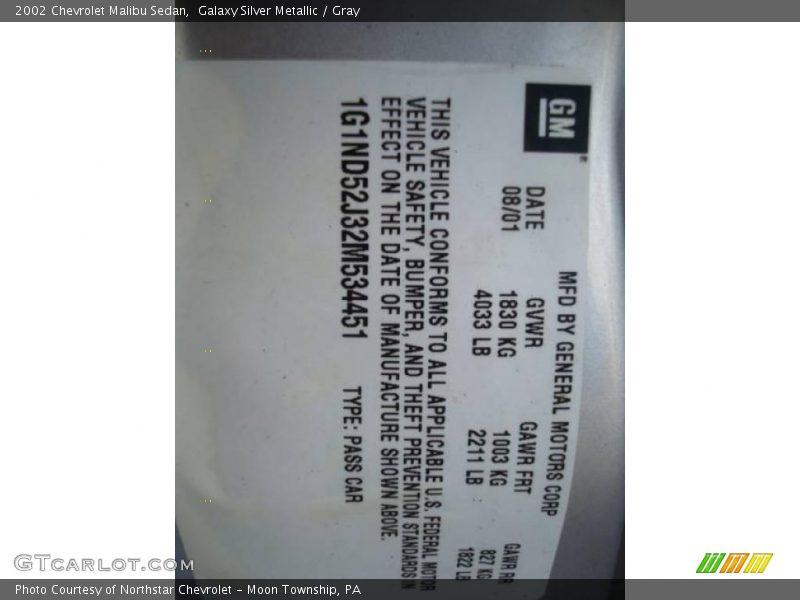 2002 Chevrolet Malibu Sedan,  Galaxy Silver Metallic / Gray
GM®
MFD BY GENERAL MOTORS CORP
DATE GVWR GAWR FRT GAWR RR
08/01 1830 KG 1003 KG 827 KG
4033 LB 2211 LB 1822 LB
THIS VEHICLE CONFORMS TO ALL APPLICABLE U.S. FEDERAL MOTOR
VEHICLE SAFETY, BUMPER, AND THEFT PREVENTION STANDARDS IN
EFFECT ON THE DATE OF MANUFACTURE SHOWN ABOVE.
1G1ND52J32M534451 TYPE: PASS CAR
GTcarlot.com
Photo Courtesy of Northstar Chevrolet - Moon Township, PA